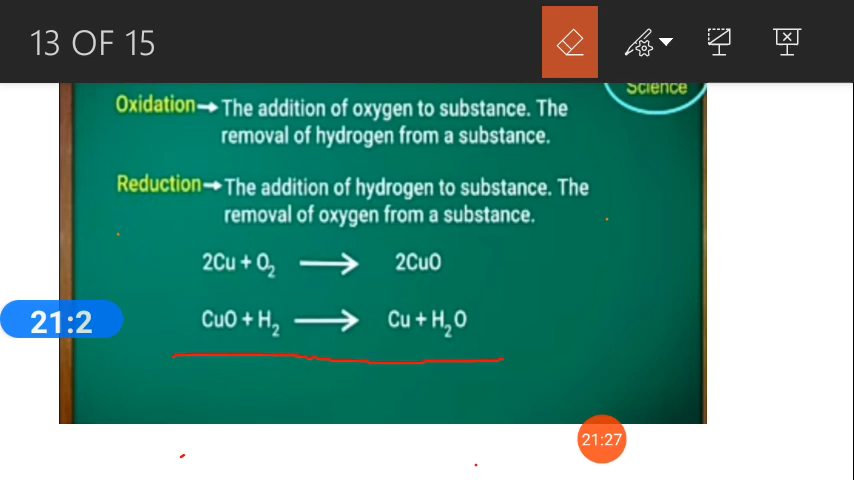 13 OF 15
Science
Oxidation→ The addition of oxygen to substance. The
removal of hydrogen from a substance.
Reduction→ The addition of hydrogen to substance. The
removal of oxygen from a substance.
2Cu + O₂ ⟶ 2CuO
21:2
CuO + H₂ ⟶ Cu + H₂O
21:27